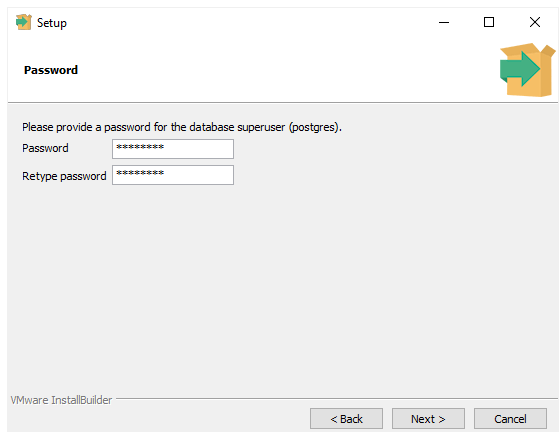 Setup
Password
Please provide a password for the database superuser (postgres).
Password ********
Retype password ********
VMware InstallBuilder
< Back Next > Cancel